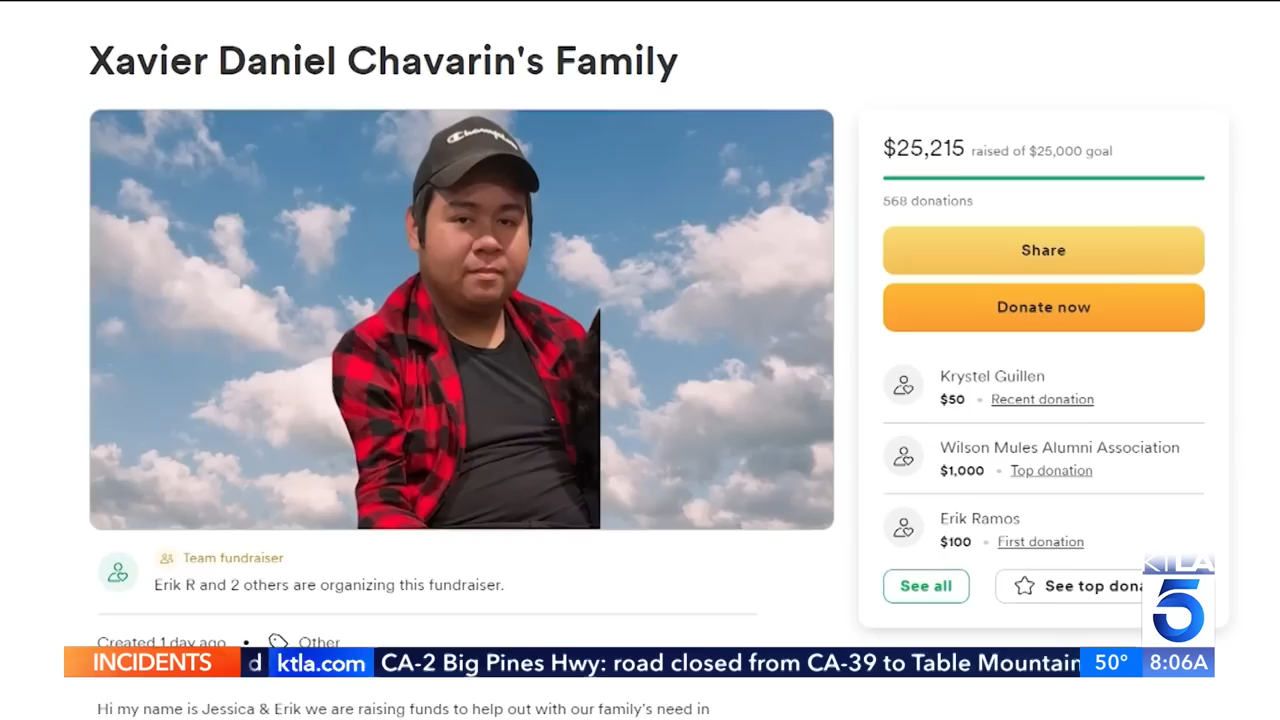 Xavier Daniel Chavarin's Family
Champion
$25,215 raised of $25,000 goal
568 donations
Share
Donate now
Krystel Guillen
$50 • Recent donation
Wilson Mules Alumni Association
$1,000 • Top donation
Erik Ramos
$100 • First donation
See all
See top dona
Team fundraiser
Erik R and 2 others are organizing this fundraiser.
Created 1 day ago • Other
KTLA
5
INCIDENTS d ktla.com CA-2 Big Pines Hwy: road closed from CA-39 to Table Mountain 50° 8:06A
Hi my name is Jessica & Erik we are raising funds to help out with our family's need in